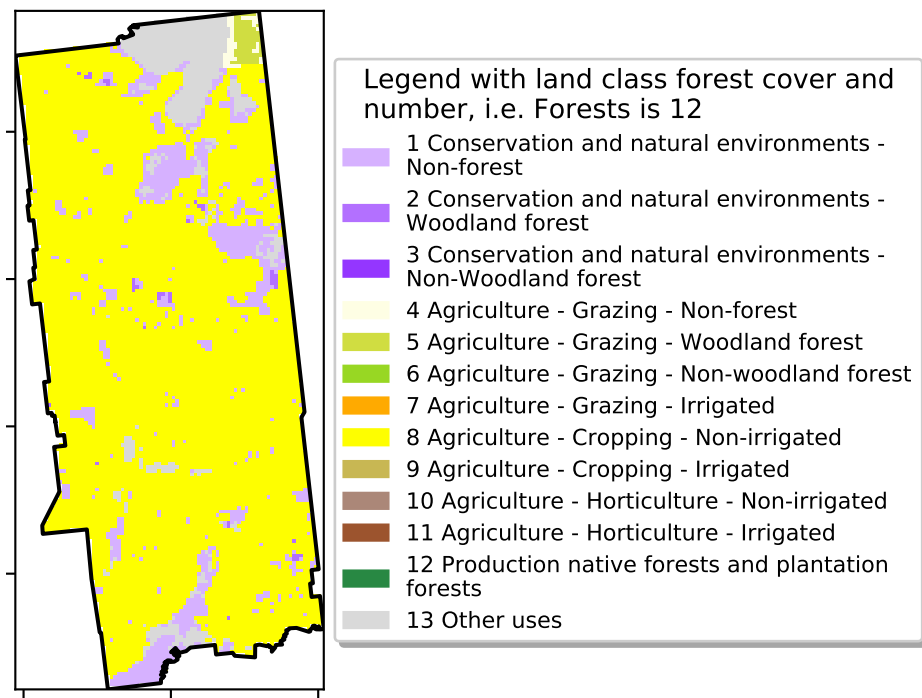 Legend with land class forest cover and
number, i.e. Forests is 12
1 Conservation and natural environments -
Non-forest
2 Conservation and natural environments -
Woodland forest
3 Conservation and natural environments -
Non-Woodland forest
4 Agriculture - Grazing - Non-forest
5 Agriculture - Grazing - Woodland forest
6 Agriculture - Grazing - Non-woodland forest
7 Agriculture - Grazing - Irrigated
8 Agriculture - Cropping - Non-irrigated
9 Agriculture - Cropping - Irrigated
10 Agriculture - Horticulture - Non-irrigated
11 Agriculture - Horticulture - Irrigated
12 Production native forests and plantation
forests
13 Other uses